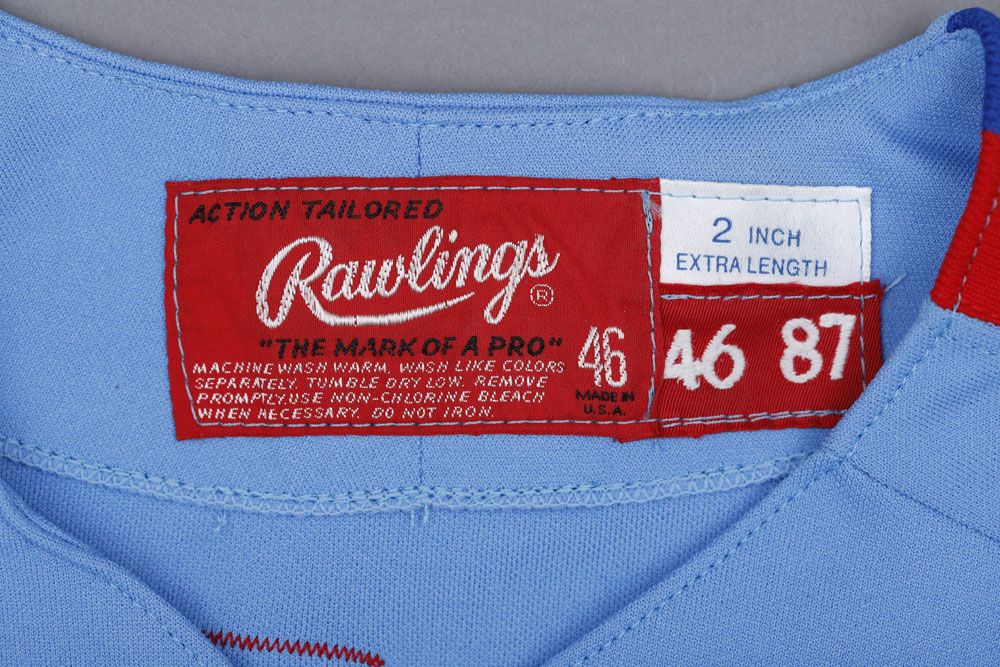 ACTION TAILORED
Rawlings ®
"THE MARK OF A PRO"
MACHINE WASH WARM. WASH LIKE COLORS
SEPARATELY. TUMBLE DRY LOW. REMOVE
PROMPTLY.USE NON-CHLORINE BLEACH
WHEN NECESSARY. DO NOT IRON.
46
MADE IN
U.S.A.
2 INCH
EXTRA LENGTH
46 87